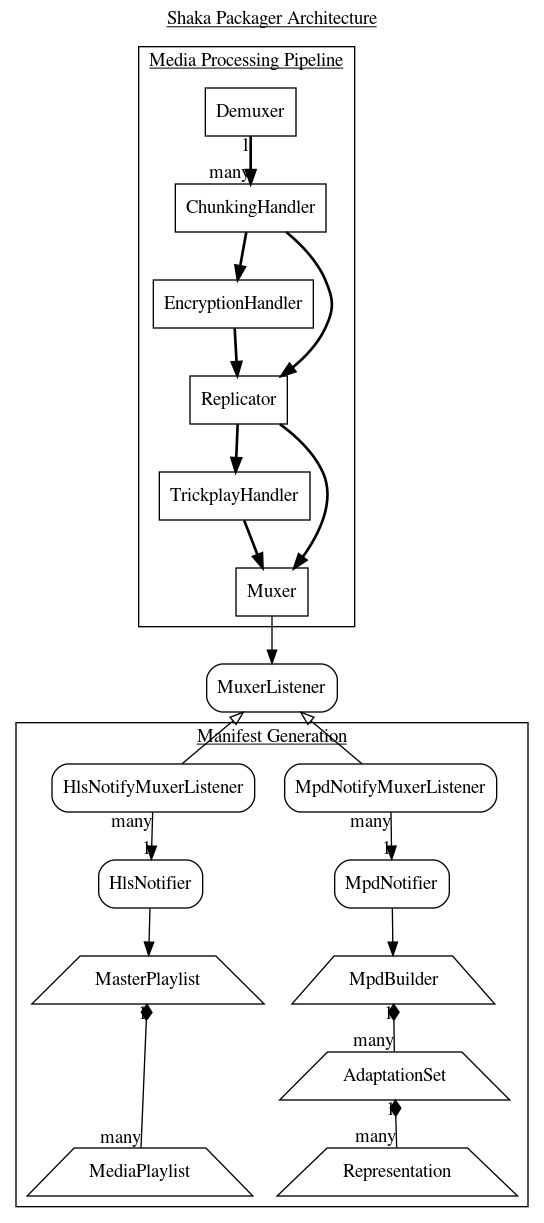 Shaka Packager Architecture
Media Processing Pipeline
Demuxer
1
many
ChunkingHandler
EncryptionHandler
Replicator
TrickplayHandler
Muxer
MuxerListener
Manifest Generation
HlsNotifyMuxerListener
MpdNotifyMuxerListener
many
many
1
1
HlsNotifier
MpdNotifier
MasterPlaylist
MpdBuilder
1
1
many
AdaptationSet
1
many
many
MediaPlaylist
Representation